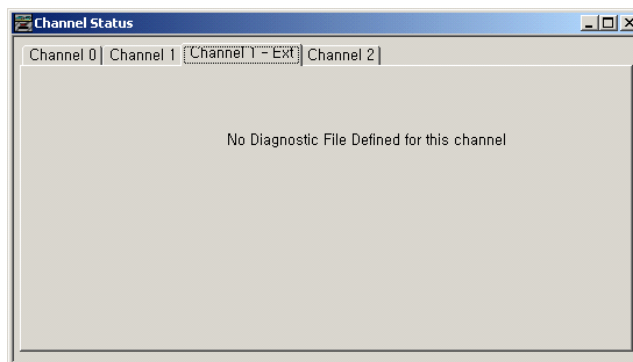 Channel Status
Channel 0 Channel 1 Channel 1 - Ext Channel 2
No Diagnostic File Defined for this channel